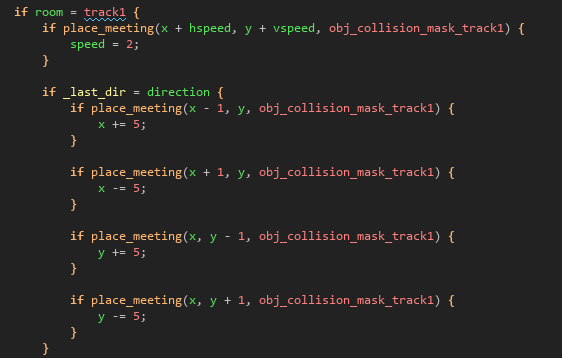 if room = track1 {
    if place_meeting(x + hspeed, y + vspeed, obj_collision_mask_track1) {
        speed = 2;
    }

    if _last_dir = direction {
        if place_meeting(x - 1, y, obj_collision_mask_track1) {
            x += 5;
        }

        if place_meeting(x + 1, y, obj_collision_mask_track1) {
            x -= 5;
        }

        if place_meeting(x, y - 1, obj_collision_mask_track1) {
            y += 5;
        }

        if place_meeting(x, y + 1, obj_collision_mask_track1) {
            y -= 5;
        }
    }